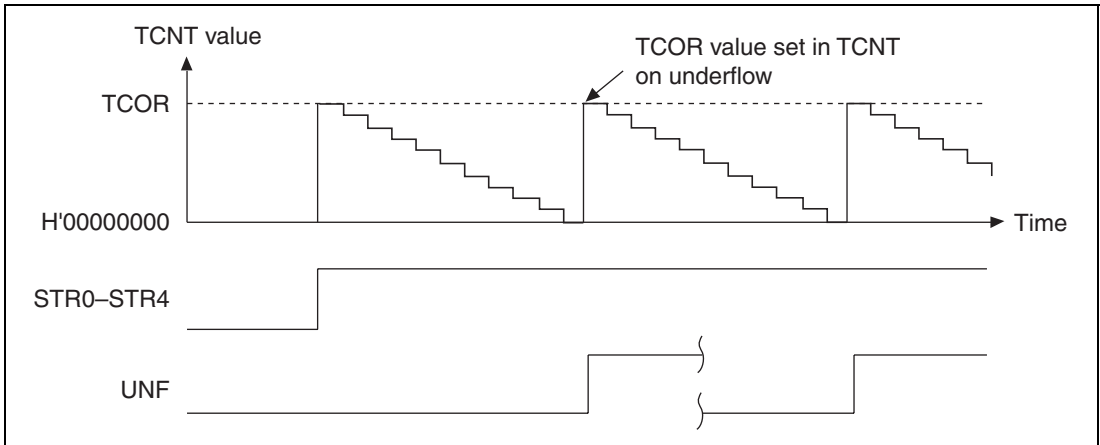 TCNT value
TCOR value set in TCNT
on underflow
TCOR
H'00000000
Time
STR0–STR4
UNF